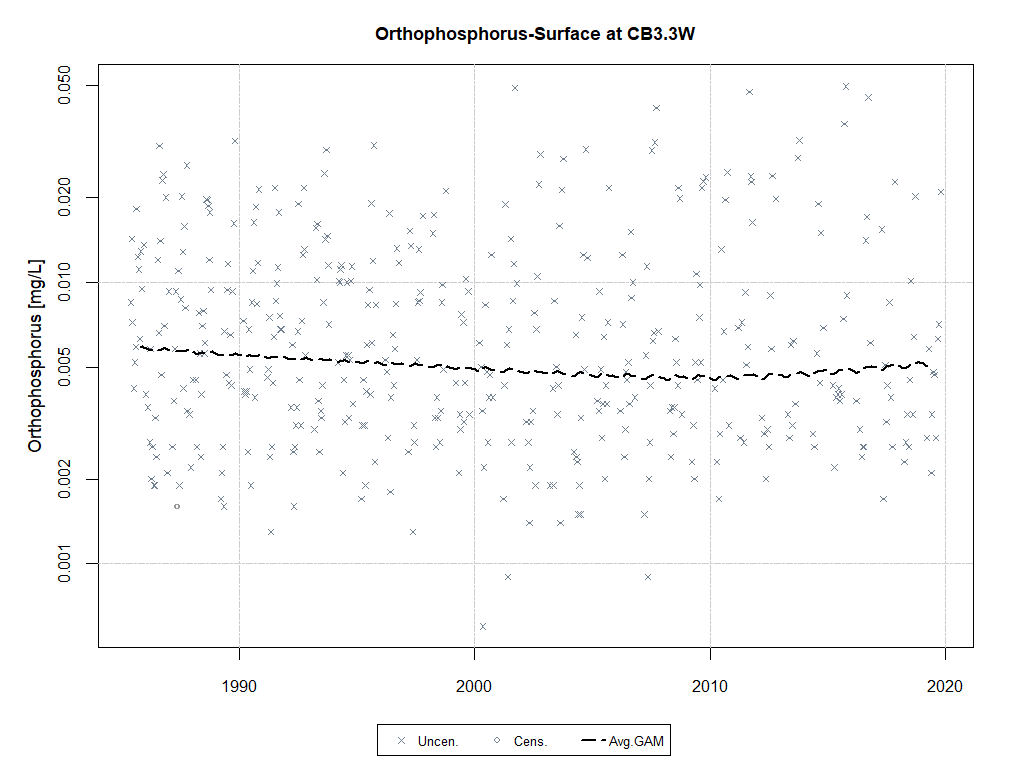 Orthophosphorus-Surface at CB3.3W
Orthophosphorus [mg/L]
0.050
0.020
0.010
0.005
0.002
0.001
1990
2000
2010
2020
Uncen.
Cens.
Avg.GAM